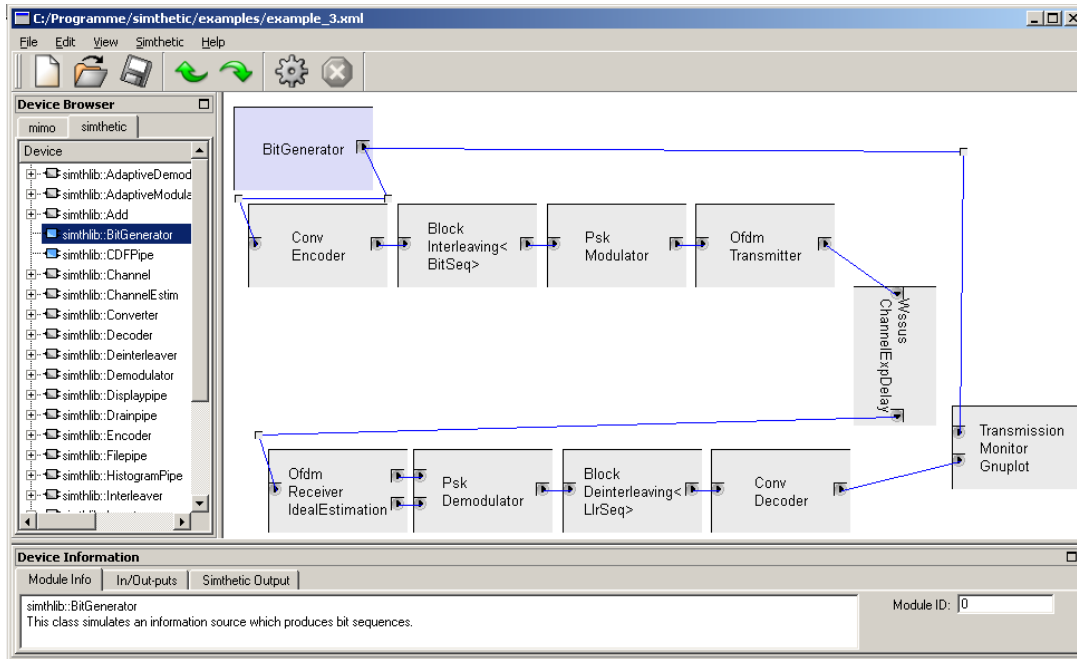 C:/Programme/simthetic/examples/example_3.xml
File Edit View Simthetic Help
Device Browser
mimo simthetic
Device
simthlib::AdaptiveDemod
simthlib::AdaptiveModula
simthlib::Add
simthlib::BitGenerator
simthlib::CDFPipe
simthlib::Channel
simthlib::ChannelEstim
simthlib::Converter
simthlib::Decoder
simthlib::Deinterleaver
simthlib::Demodulator
simthlib::Displaypipe
simthlib::Drainpipe
simthlib::Encoder
simthlib::Filepipe
simthlib::HistogramPipe
simthlib::Interleaver
BitGenerator
Conv
Encoder
Block
Interleaving<
BitSeq>
Psk
Modulator
Ofdm
Transmitter
Wssus
ChannelExpDelay
Transmission
Monitor
Gnuplot
Ofdm
Receiver
IdealEstimation
Psk
Demodulator
Block
Deinterleaving<
LlrSeq>
Conv
Decoder
Device Information
Module Info In/Out-puts Simthetic Output
simthlib::BitGenerator
This class simulates an information source which produces bit sequences.
Module ID: 0